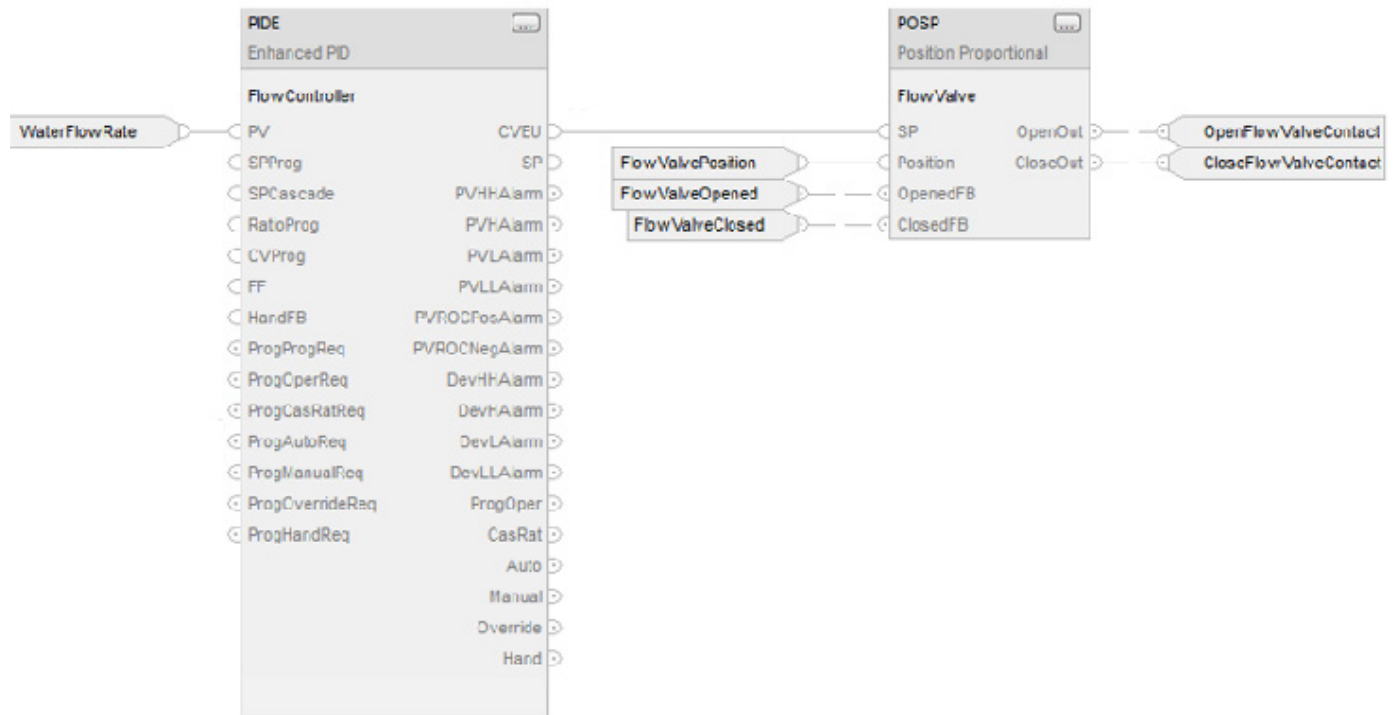 PIDE
Enhanced PID
FlowController
WaterFlowRate
PV
CVEU
SPProg
SP
SPCascade
PVHHAlarm
RatioProg
PVHAlarm
CVProg
PVLAlarm
FF
PVLLAlarm
HandFB
PVROCPosAlarm
ProgProgReq
PVROCNegAlarm
ProgOperReq
DevHHAlarm
ProgCasRatReq
DevHAlarm
ProgAutoReq
DevLAlarm
ProgManualReq
DevLLAlarm
ProgOverrideReq
ProgOper
ProgHandReq
CasRat
Auto
Manual
Override
Hand
POSP
Position Proportional
FlowValve
SP
OpenOut
OpenFlowValveContact
FlowValvePosition
Position
CloseOut
CloseFlowValveContact
FlowValveOpened
OpenedFB
FlowValveClosed
ClosedFB